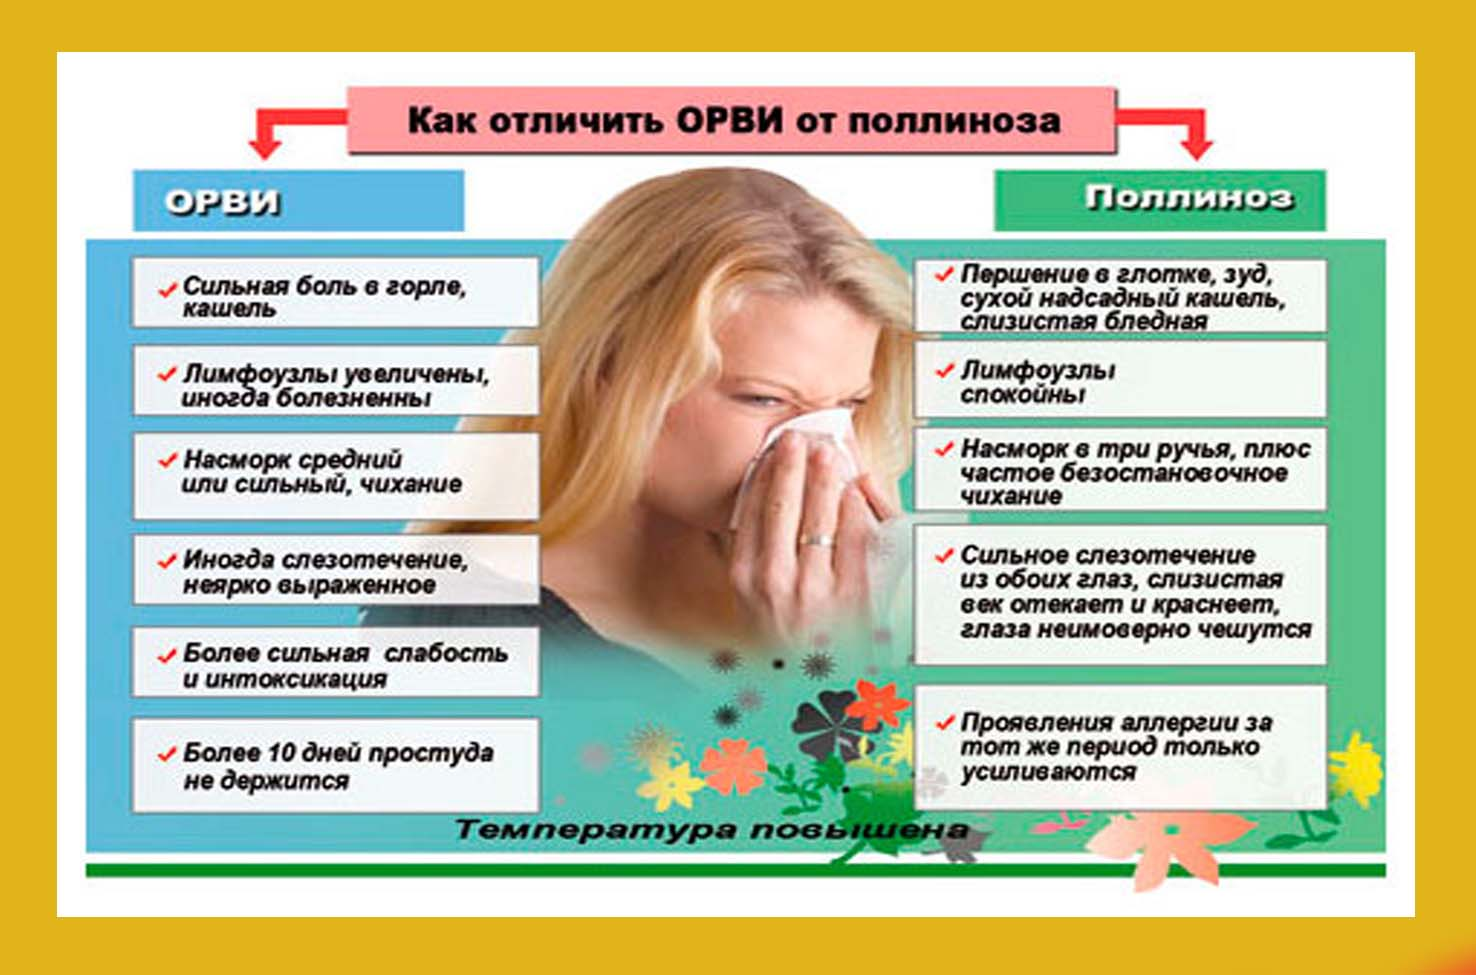 Как отличить ОРВИ от поллиноза
ОРВИ
Сильная боль в горле,
кашель
Лимфоузлы увеличены,
иногда болезненны
Насморк средний
или сильный, чихание
Иногда слезотечение,
неярко выраженное
Более сильная слабость
и интоксикация
Более 10 дней простуда
не держится
Поллиноз
Першение в глотке, зуд,
сухой надсадный кашель,
слизистая бледная
Лимфоузлы
спокойны
Насморк в три ручья, плюс
частое безостановочное
чихание
Сильное слезотечение
из обоих глаз, слизистая
век отекает и краснеет,
глаза неимоверно чешутся
Проявления аллергии за
тот же период только
усиливаются
Температура повышена